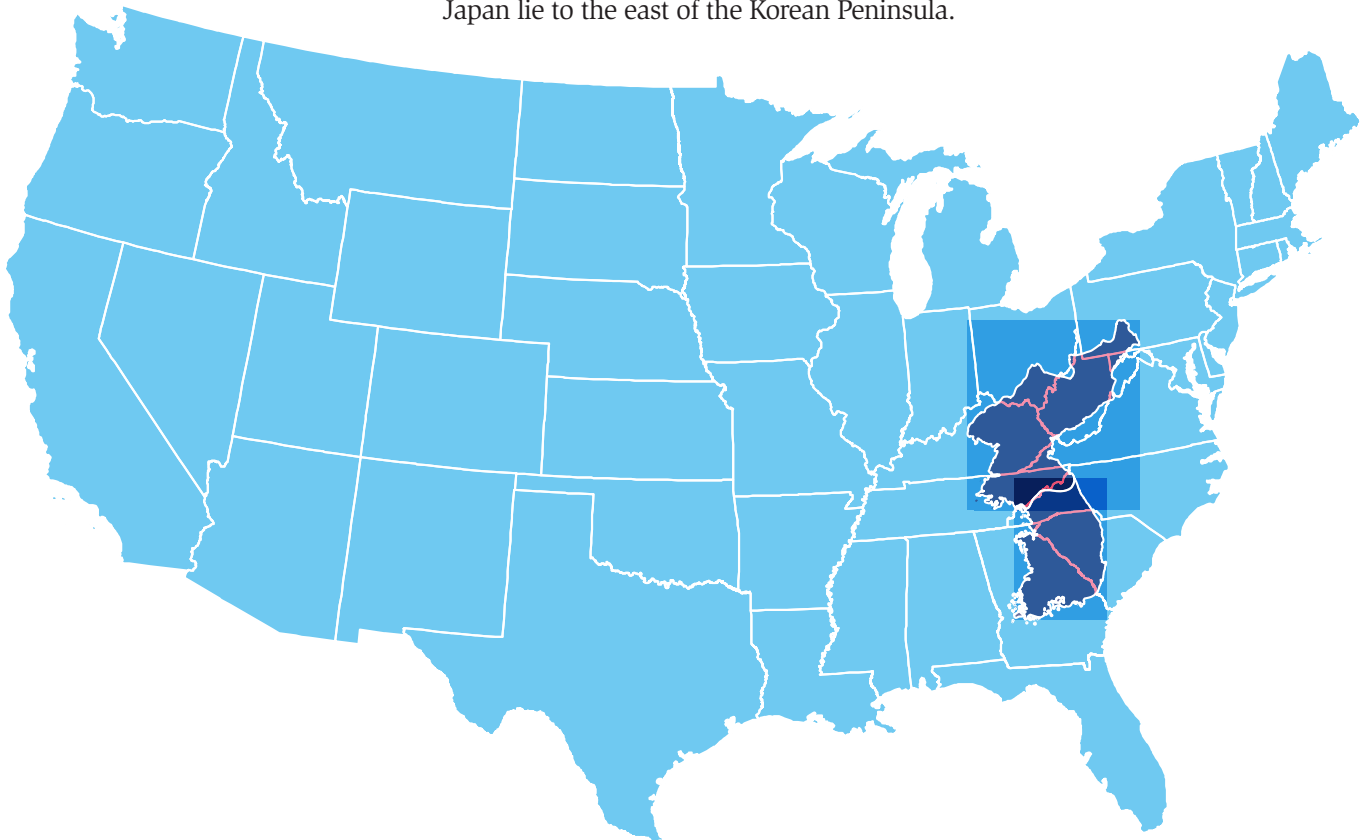 Japan lie to the east of the Korean Peninsula.